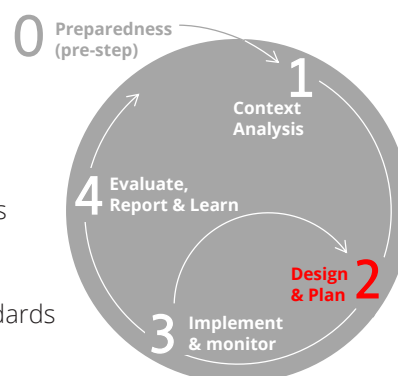 0 Preparedness
(pre-step)
1
Context
Analysis
4 Evaluate,
Report & Learn
Design 2
& Plan
3 Implement
& monitor